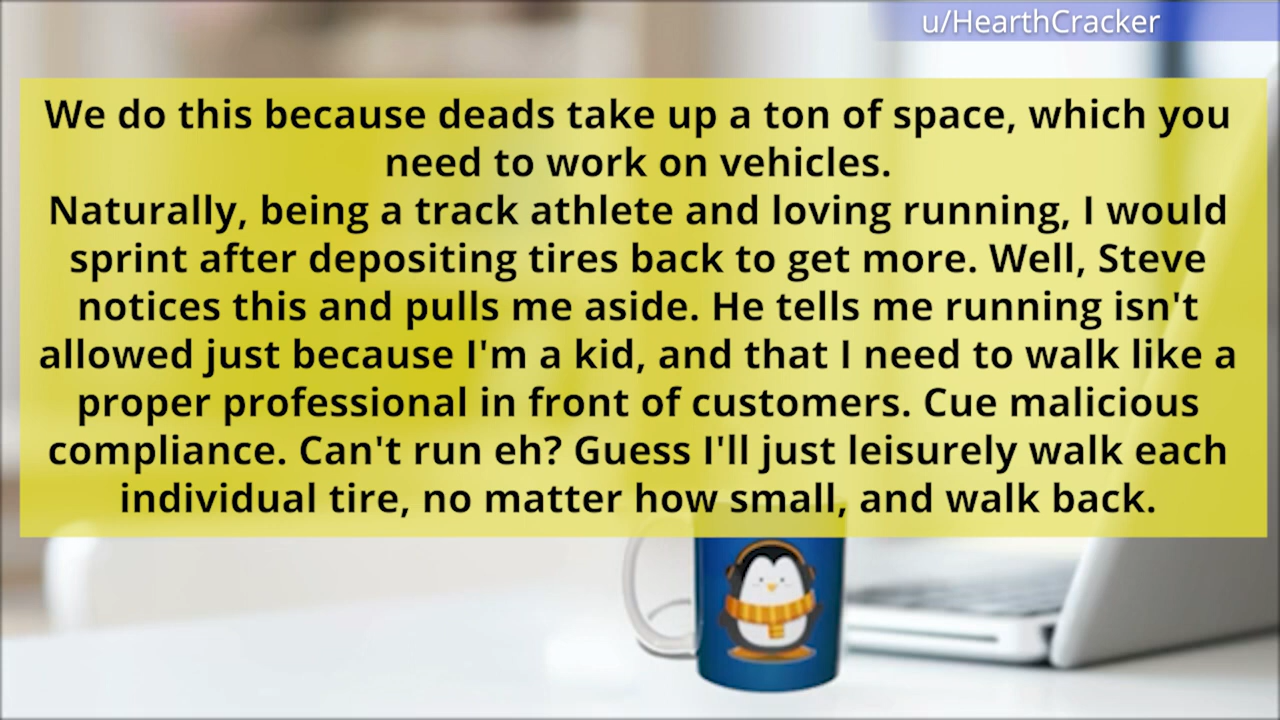 u/HearthCracker
We do this because deads take up a ton of space, which you
need to work on vehicles.
Naturally, being a track athlete and loving running, I would
sprint after depositing tires back to get more. Well, Steve
notices this and pulls me aside. He tells me running isn't
allowed just because I'm a kid, and that I need to walk like a
proper professional in front of customers. Cue malicious
compliance. Can't run eh? Guess I'll just leisurely walk each
individual tire, no matter how small, and walk back.